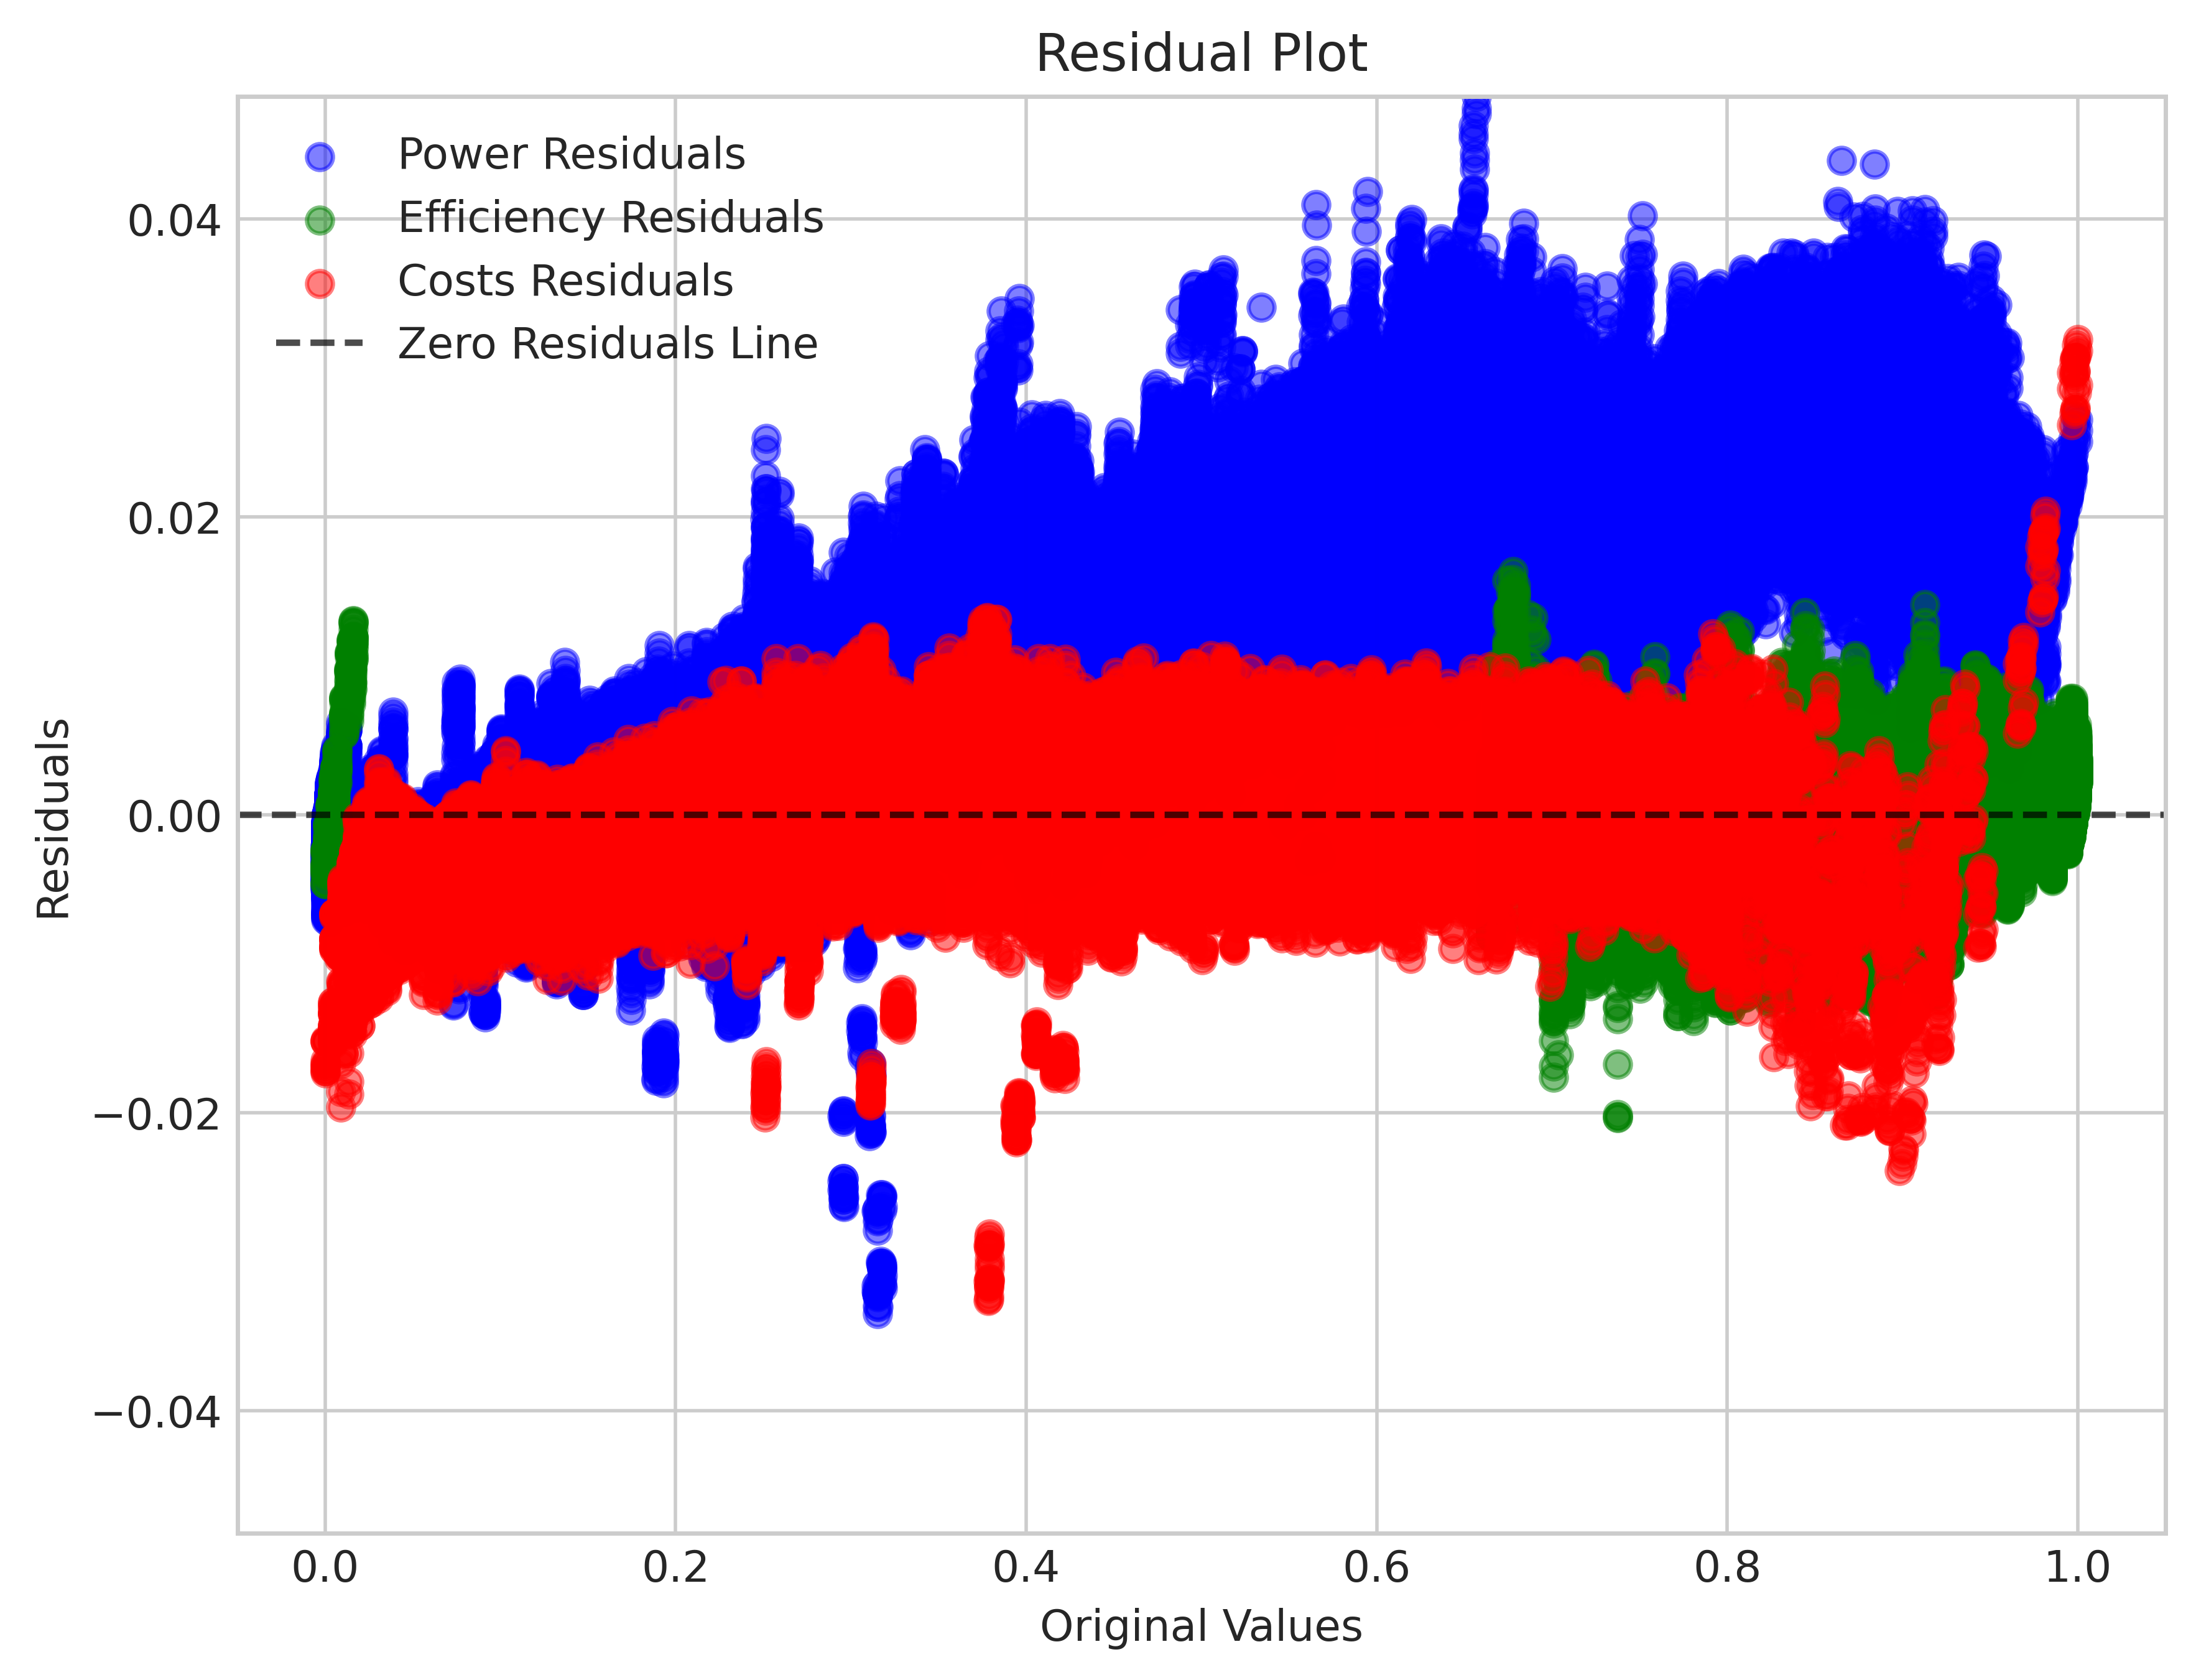 Residual Plot
Power Residuals
Efficiency Residuals
Costs Residuals
Zero Residuals Line
Residuals
0.04
0.02
0.00
−0.02
−0.04
0.0 0.2 0.4 0.6 0.8 1.0
Original Values